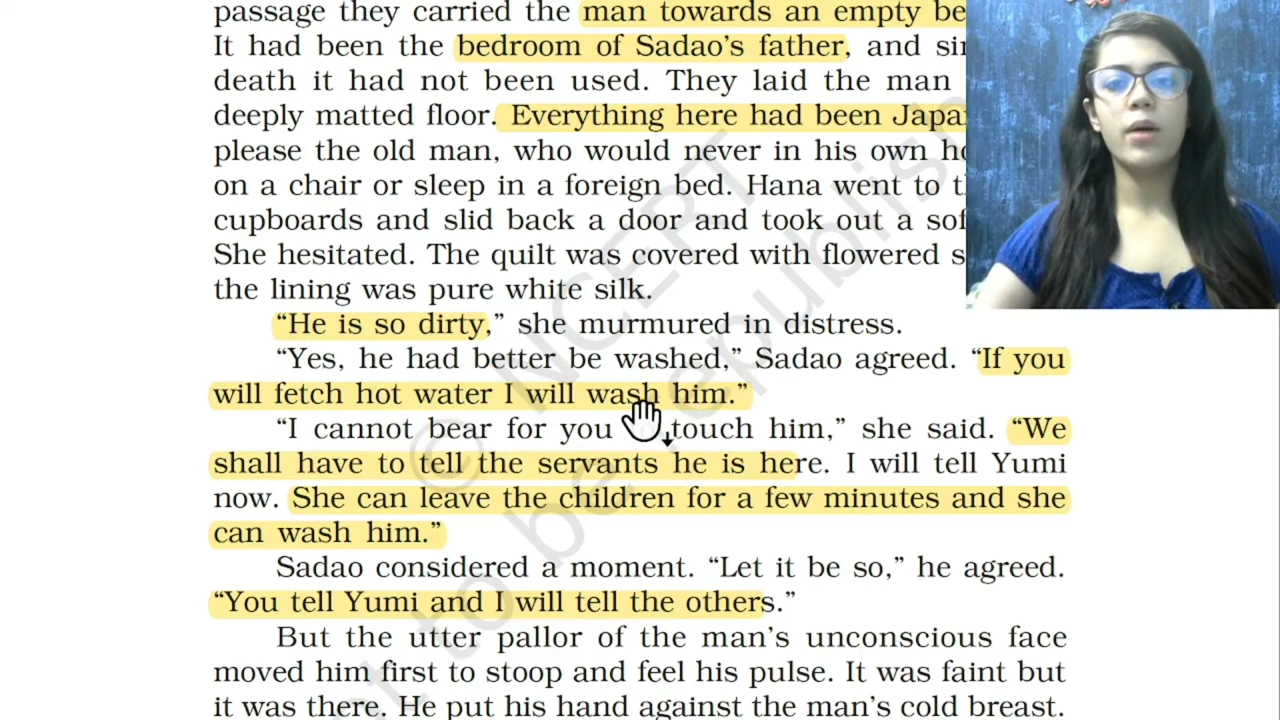 passage they carried the man towards an empty be
It had been the bedroom of Sadao’s father, and sin
death it had not been used. They laid the man
deeply matted floor. Everything here had been Japa
please the old man, who would never in his own ho
on a chair or sleep in a foreign bed. Hana went to t
cupboards and slid back a door and took out a sof
She hesitated. The quilt was covered with flowered s
the lining was pure white silk.
“He is so dirty,” she murmured in distress.
“Yes, he had better be washed,” Sadao agreed. “If you
will fetch hot water I will wash him.”
“I cannot bear for you touch him,” she said. “We
shall have to tell the servants he is here. I will tell Yumi
now. She can leave the children for a few minutes and she
can wash him.”
Sadao considered a moment. “Let it be so,” he agreed.
“You tell Yumi and I will tell the others.”
But the utter pallor of the man’s unconscious face
moved him first to stoop and feel his pulse. It was faint but
it was there. He put his hand against the man’s cold breast.
© NCERT
not to be republish